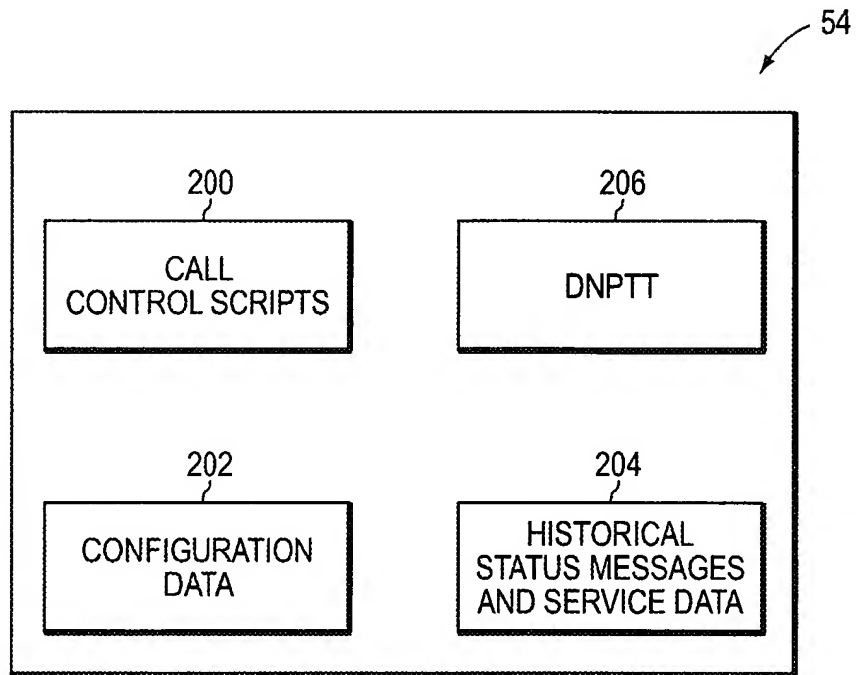 54
200
CALL
CONTROL SCRIPTS
206
DNPTT
202
CONFIGURATION
DATA
204
HISTORICAL
STATUS MESSAGES
AND SERVICE DATA